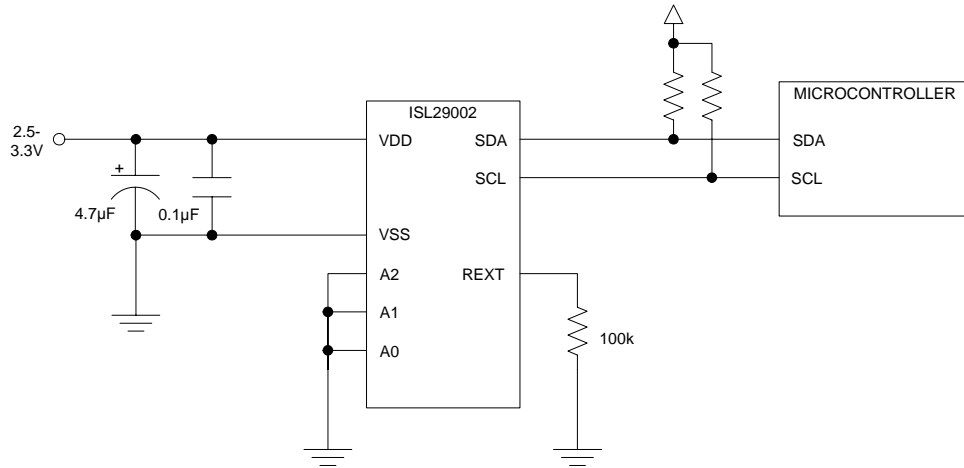 ISL29002
MICROCONTROLLER
2.5-
3.3V
VDD
SDA
SDA
SCL
SCL
+
4.7µF
0.1µF
VSS
A2
REXT
A1
100k
A0